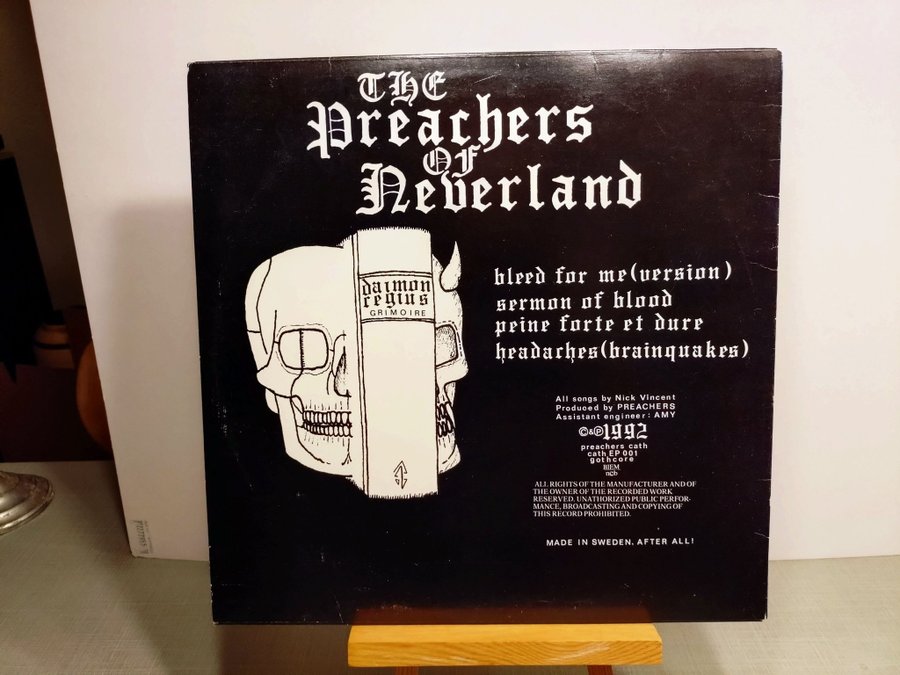 THE
Preachers
OF
Neverland
daimon
regius
GRIMOIRE
bleed for me (version)
sermon of blood
peine forte et dure
headaches (brainquakes)
All songs by Nick Vincent
Produced by PREACHERS
Assistant engineer: AMY
©&℗1992
preachers cath
cath EP 001
gothcore
BIEM
ncb
ALL RIGHTS OF THE MANUFACTURER AND OF
THE OWNER OF THE RECORDED WORK
RESERVED. UNATHORIZED PUBLIC PERFOR-
MANCE, BROADCASTING AND COPYING OF
THIS RECORD PROHIBITED.
MADE IN SWEDEN. AFTER ALL!